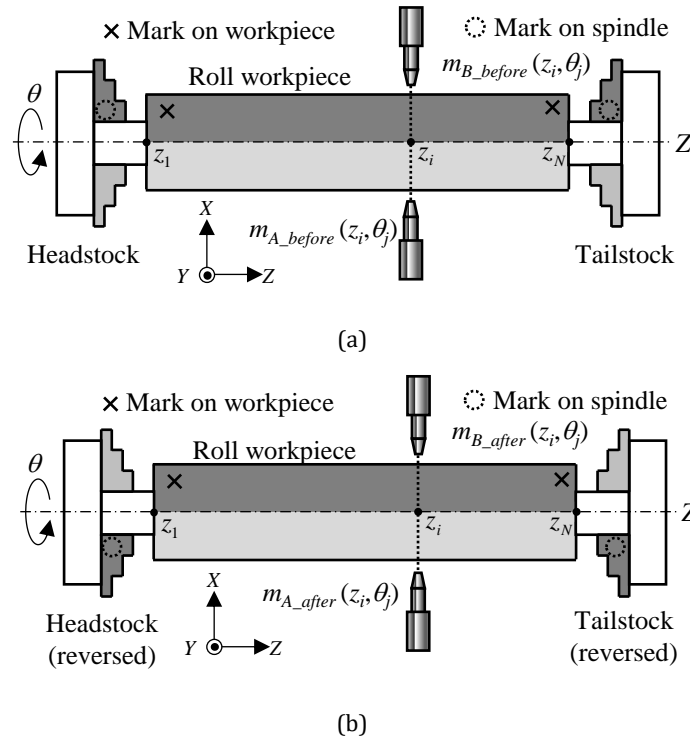 × Mark on workpiece
Mark on spindle
Roll workpiece
m_{B_before}(z_i,θ_j)
θ
z_1
z_i
z_N
Z
X
m_{A_before}(z_i,θ_j)
Headstock
Y
Z
Tailstock
(a)
× Mark on workpiece
Mark on spindle
Roll workpiece
m_{B_after}(z_i,θ_j)
θ
z_1
z_i
z_N
Z
X
m_{A_after}(z_i,θ_j)
Headstock
(reversed)
Y
Z
Tailstock
(reversed)
(b)